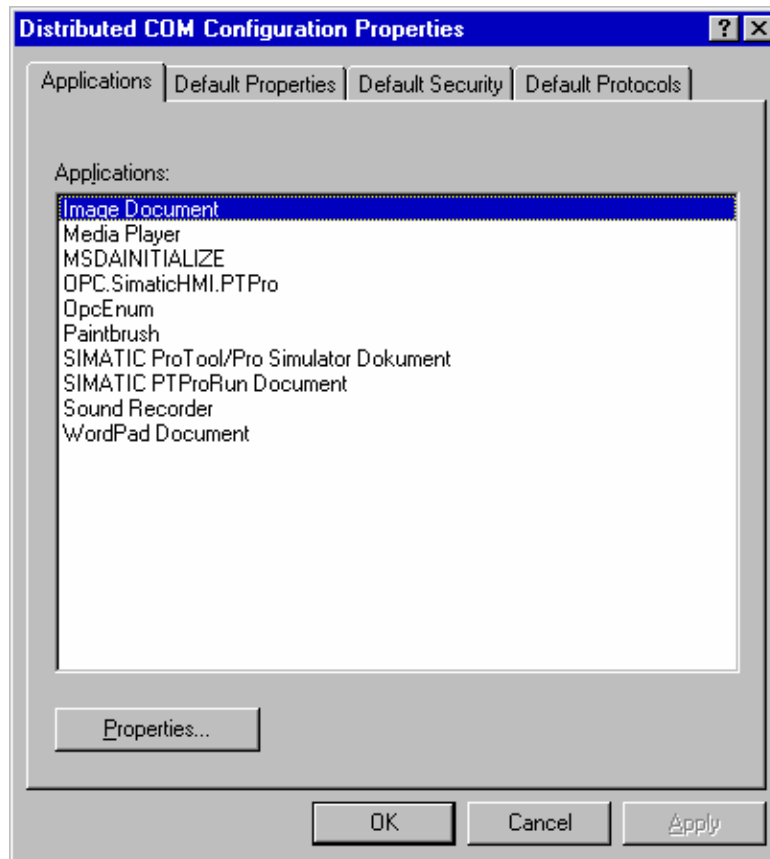 Distributed COM Configuration Properties
Applications Default Properties Default Security Default Protocols
Applications:
Image Document
Media Player
MSDAINITIALIZE
OPC.SimaticHMI.PTPro
OpcEnum
Paintbrush
SIMATIC ProTool/Pro Simulator Dokument
SIMATIC PTProRun Document
Sound Recorder
WordPad Document
Properties...
OK Cancel Apply